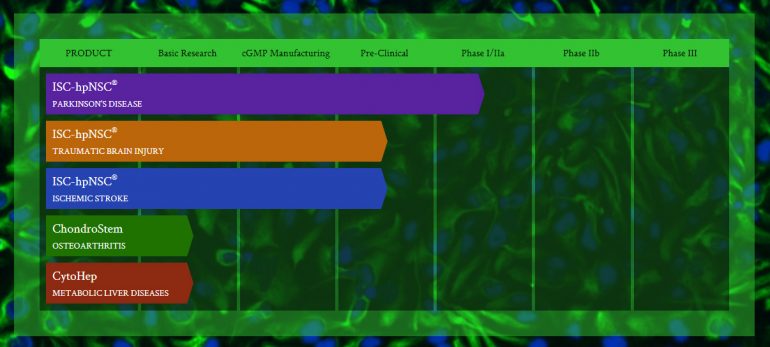 PRODUCT Basic Research cGMP Manufacturing Pre-Clinical Phase I/IIa Phase IIb Phase III
ISC-hpNSC®
PARKINSON'S DISEASE
ISC-hpNSC®
TRAUMATIC BRAIN INJURY
ISC-hpNSC®
ISCHEMIC STROKE
ChondroStem
OSTEOARTHRITIS
CytoHep
METABOLIC LIVER DISEASES